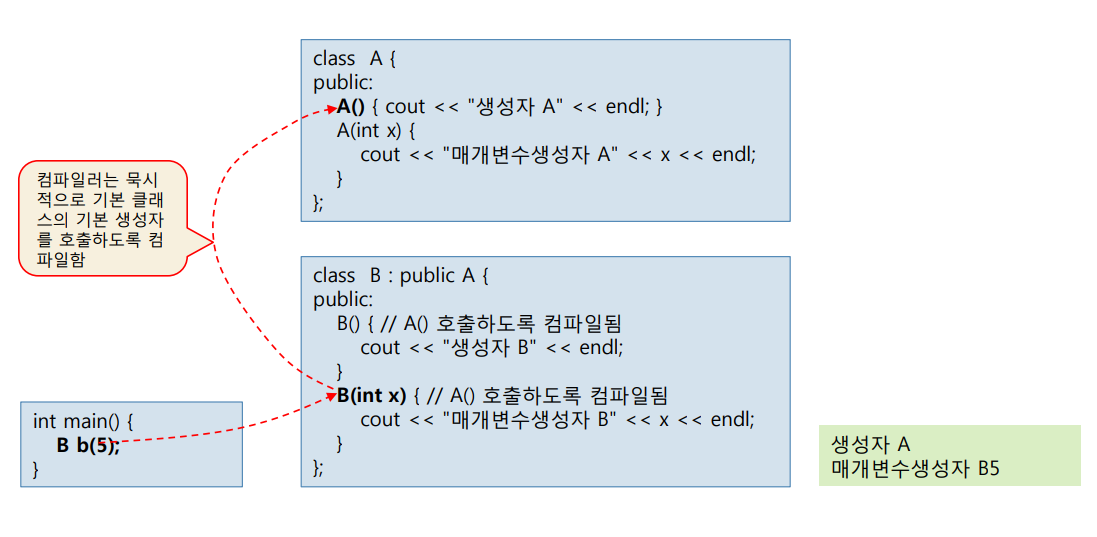 class A {
public:
A() { cout << "생성자 A" << endl; }
A(int x) {
cout << "매개변수생성자 A" << x << endl;
}
};
컴파일러는 묵시
적으로 기본 클래
스의 기본 생성자
를 호출하도록 컴
파일함
class B : public A {
public:
B() { // A() 호출하도록 컴파일됨
cout << "생성자 B" << endl;
}
B(int x) { // A() 호출하도록 컴파일됨
cout << "매개변수생성자 B" << x << endl;
}
};
int main() {
B b(5);
}
생성자 A
매개변수생성자 B5